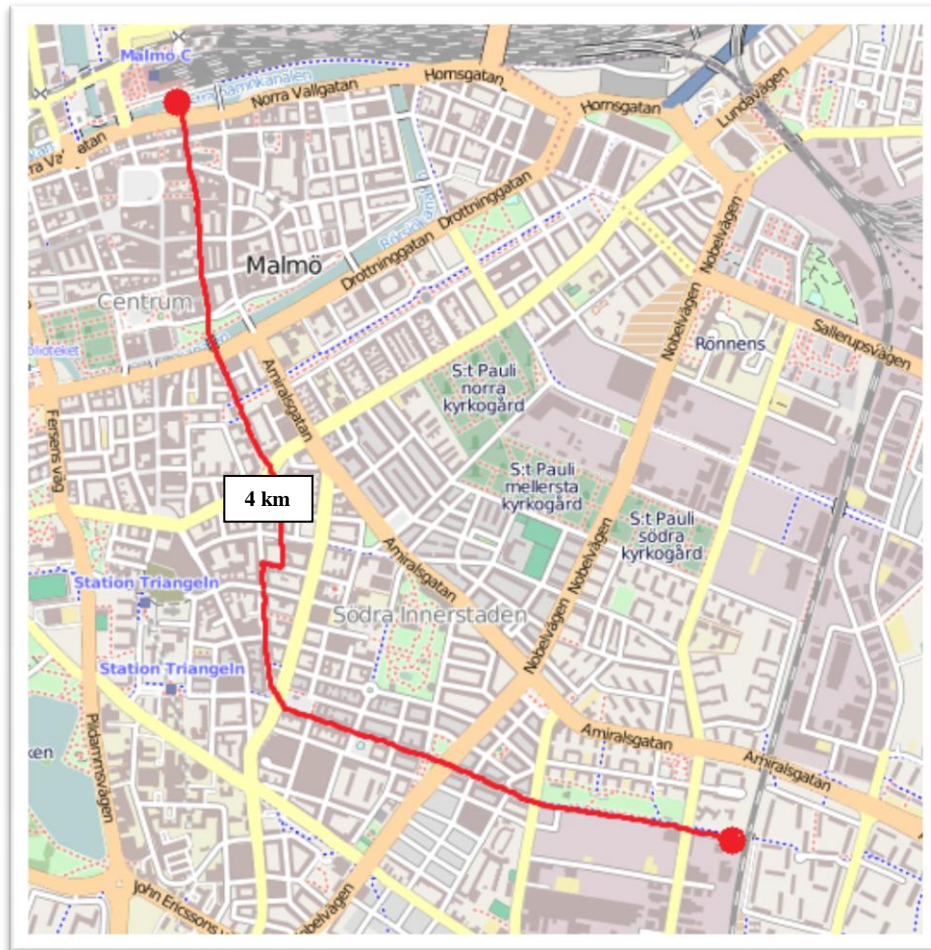 Malmö C
Norra Vallgatan
Hornsgatan
Hornsgatan
Lundavägen
Drottninggatan
Drottninggatan
Malmö
Centrum
Nobelvägen
Nobelvägen
Rönnens
Sallerupsvägen
Amiralsgatan
S:t Pauli
norra
kyrkogård
Fersens väg
4 km
S:t Pauli
mellersta
kyrkogård
S:t Pauli
södra
kyrkogård
Amiralsgatan
Nobelvägen
Nobelvägen
Station Triangeln
Södra Innerstaden
Station Triangeln
Pildammsvägen
ken
Amiralsgatan
Amiralsgatan
John Ericssons v
obelvägen